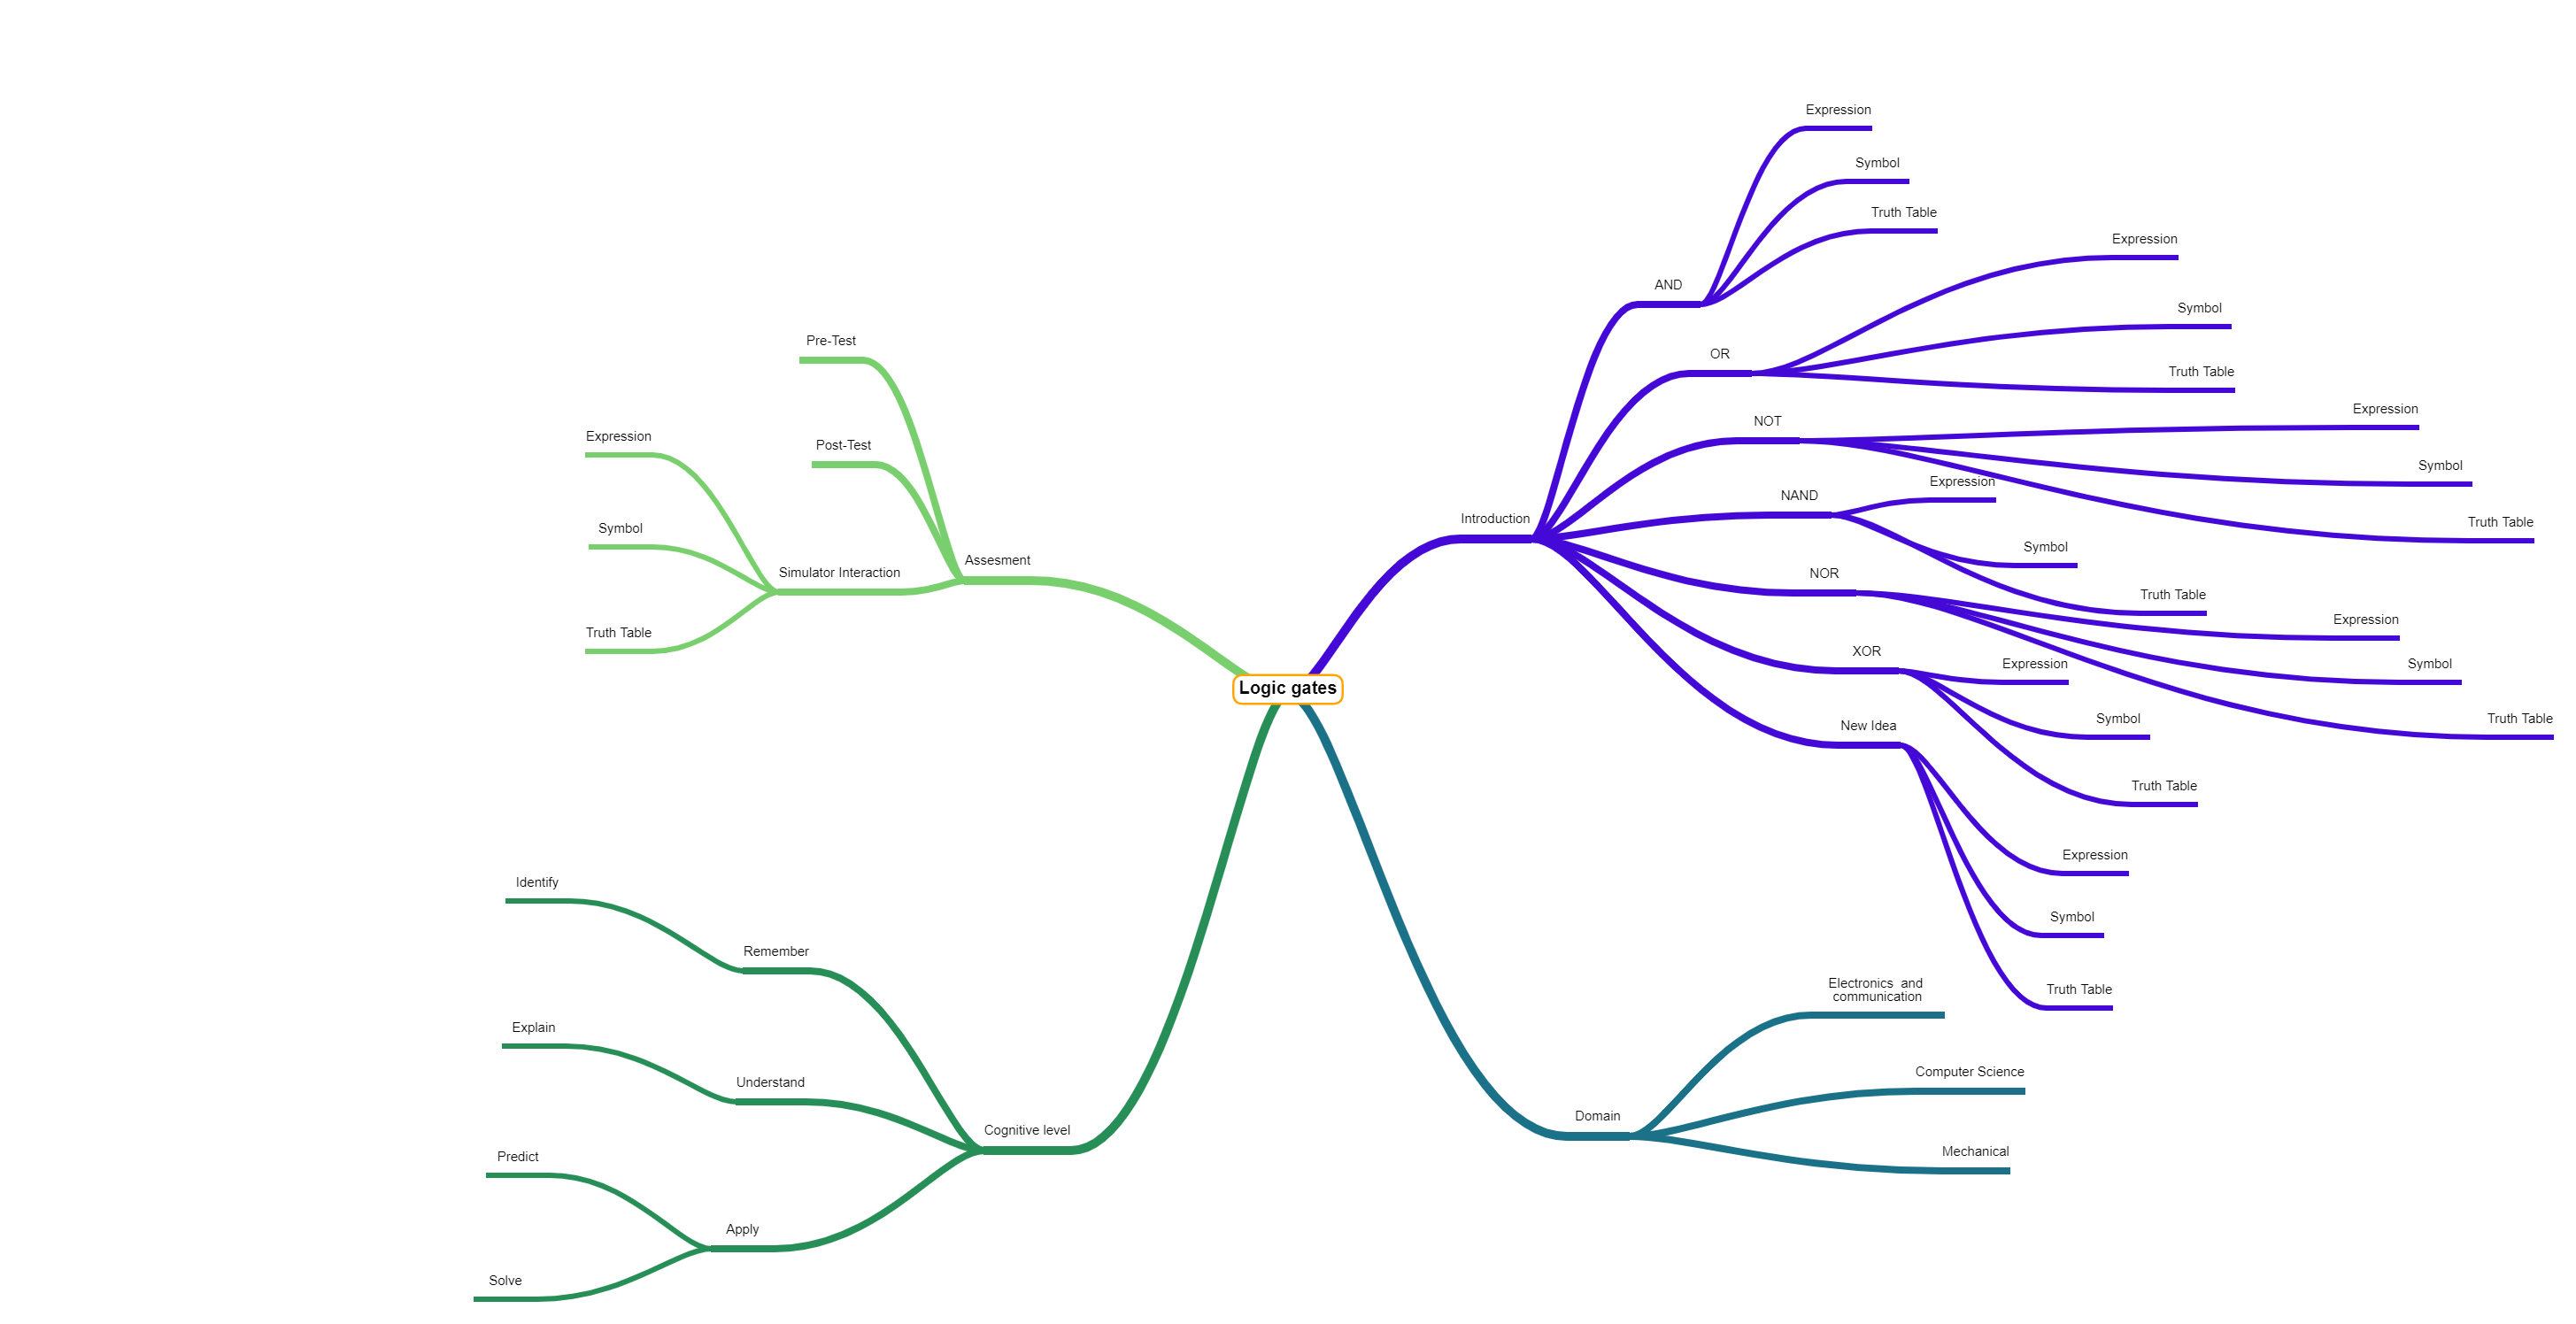 Logic gates
Introduction
AND
Expression
Symbol
Truth Table
OR
Expression
Symbol
Truth Table
NOT
Expression
Symbol
Truth Table
NAND
Expression
Symbol
Truth Table
NOR
Expression
Symbol
Truth Table
XOR
Expression
Symbol
Truth Table
New Idea
Expression
Symbol
Truth Table
Domain
Electronics  and
communication
Computer Science
Mechanical
Assesment
Pre-Test
Post-Test
Simulator Interaction
Expression
Symbol
Truth Table
Cognitive level
Remember
Identify
Understand
Explain
Apply
Predict
Solve